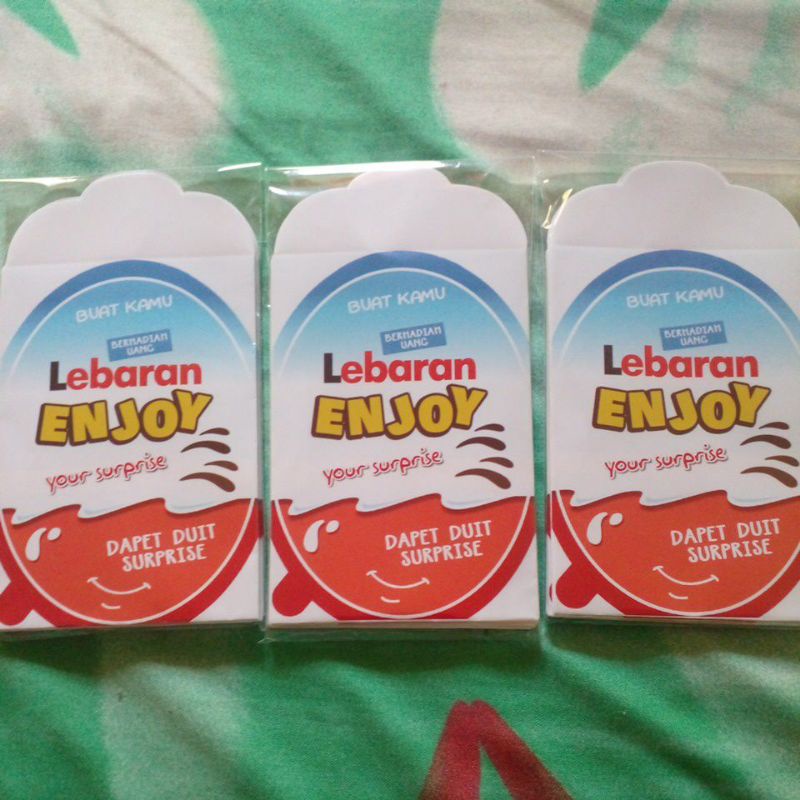 BUAT KAMU
BERHADIAH
UANG
Lebaran
ENJOY
your surprise
DAPET DUIT
SURPRISE
BUAT KAMU
BERHADIAH
UANG
Lebaran
ENJOY
your surprise
DAPET DUIT
SURPRISE
BUAT KAMU
BERHADIAH
UANG
Lebaran
ENJOY
your surprise
DAPET DUIT
SURPRISE